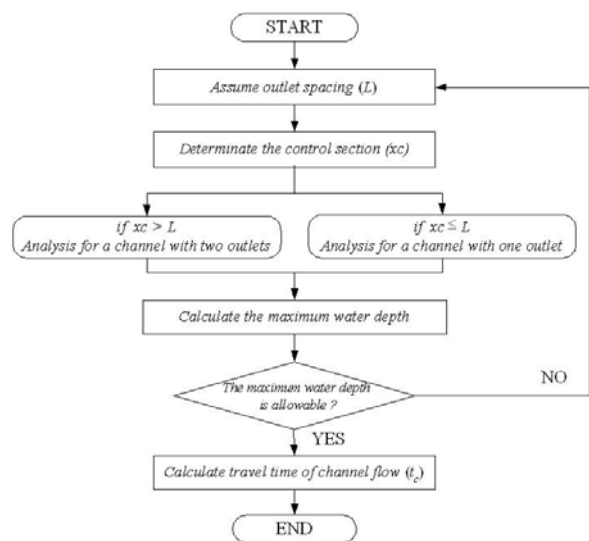 START
Assume outlet spacing (L)
Determinate the control section (xc)
if xc > L
Analysis for a channel with two outlets
if xc ≦ L
Analysis for a channel with one outlet
Calculate the maximum water depth
The maximum water depth
is allowable ?
NO
YES
Calculate travel time of channel flow (t_c)
END